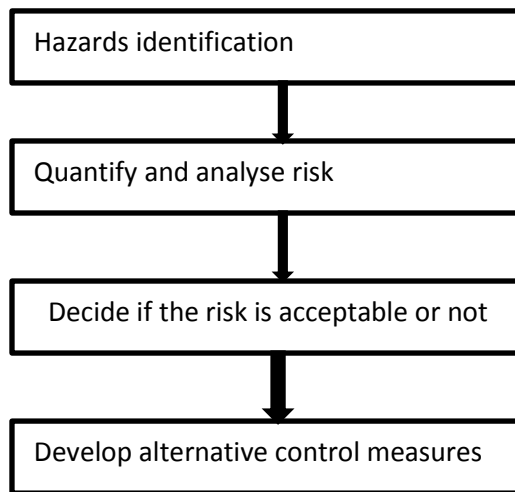 Hazards identification
Quantify and analyse risk
Decide if the risk is acceptable or not
Develop alternative control measures